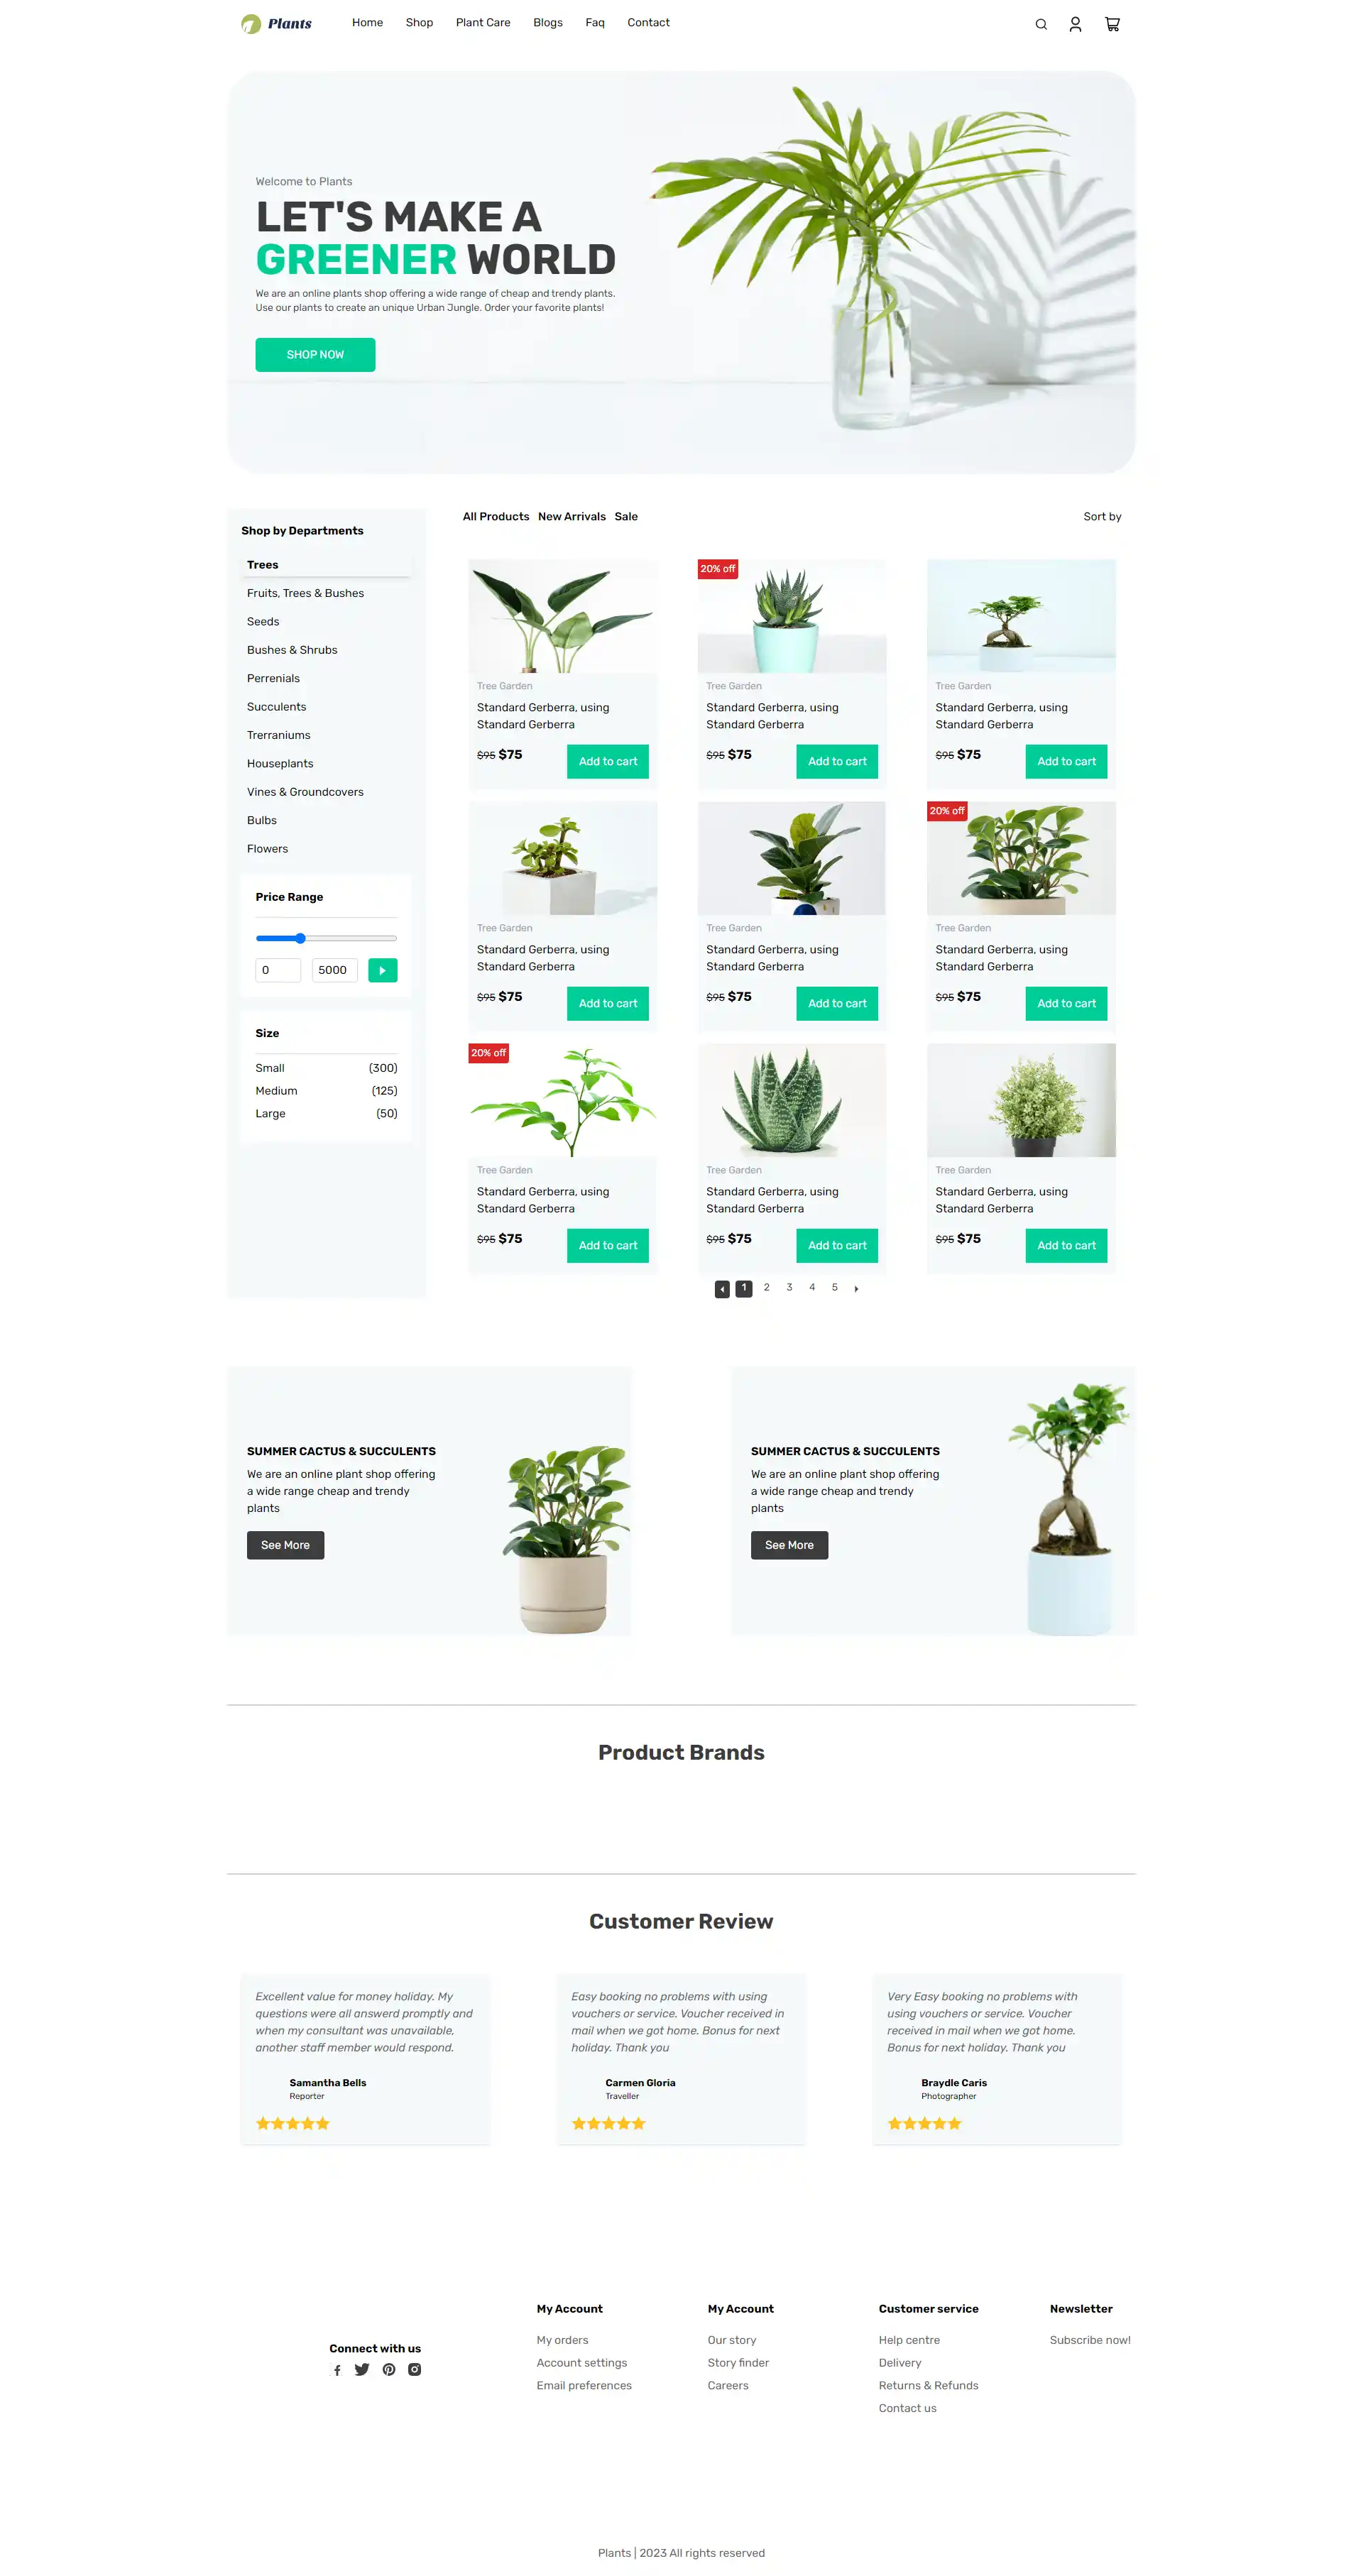 Plants
Home Shop Plant Care Blogs Faq Contact
Welcome to Plants
LET'S MAKE A
GREENER WORLD
We are an online plants shop offering a wide range of cheap and trendy plants.
Use our plants to create an unique Urban Jungle. Order your favorite plants!
SHOP NOW
Shop by Departments
Trees
Fruits, Trees & Bushes
Seeds
Bushes & Shrubs
Perrenials
Succulents
Trerraniums
Houseplants
Vines & Groundcovers
Bulbs
Flowers
Price Range
0 5000
Size
Small (300)
Medium (125)
Large (50)
All Products New Arrivals Sale Sort by
Tree Garden
Standard Gerberra, using
Standard Gerberra
$95 $75 Add to cart
20% off
Tree Garden
Standard Gerberra, using
Standard Gerberra
$95 $75 Add to cart
Tree Garden
Standard Gerberra, using
Standard Gerberra
$95 $75 Add to cart
Tree Garden
Standard Gerberra, using
Standard Gerberra
$95 $75 Add to cart
Tree Garden
Standard Gerberra, using
Standard Gerberra
$95 $75 Add to cart
20% off
Tree Garden
Standard Gerberra, using
Standard Gerberra
$95 $75 Add to cart
20% off
Tree Garden
Standard Gerberra, using
Standard Gerberra
$95 $75 Add to cart
Tree Garden
Standard Gerberra, using
Standard Gerberra
$95 $75 Add to cart
Tree Garden
Standard Gerberra, using
Standard Gerberra
$95 $75 Add to cart
1 2 3 4 5
SUMMER CACTUS & SUCCULENTS
We are an online plant shop offering
a wide range cheap and trendy
plants
See More
SUMMER CACTUS & SUCCULENTS
We are an online plant shop offering
a wide range cheap and trendy
plants
See More
Product Brands
Customer Review
Excellent value for money holiday. My
questions were all answerd promptly and
when my consultant was unavailable,
another staff member would respond.
Samantha Bells
Reporter
Easy booking no problems with using
vouchers or service. Voucher received in
mail when we got home. Bonus for next
holiday. Thank you
Carmen Gloria
Traveller
Very Easy booking no problems with
using vouchers or service. Voucher
received in mail when we got home.
Bonus for next holiday. Thank you
Braydle Caris
Photographer
Connect with us
My Account
My orders
Account settings
Email preferences
My Account
Our story
Story finder
Careers
Customer service
Help centre
Delivery
Returns & Refunds
Contact us
Newsletter
Subscribe now!
Plants | 2023 All rights reserved